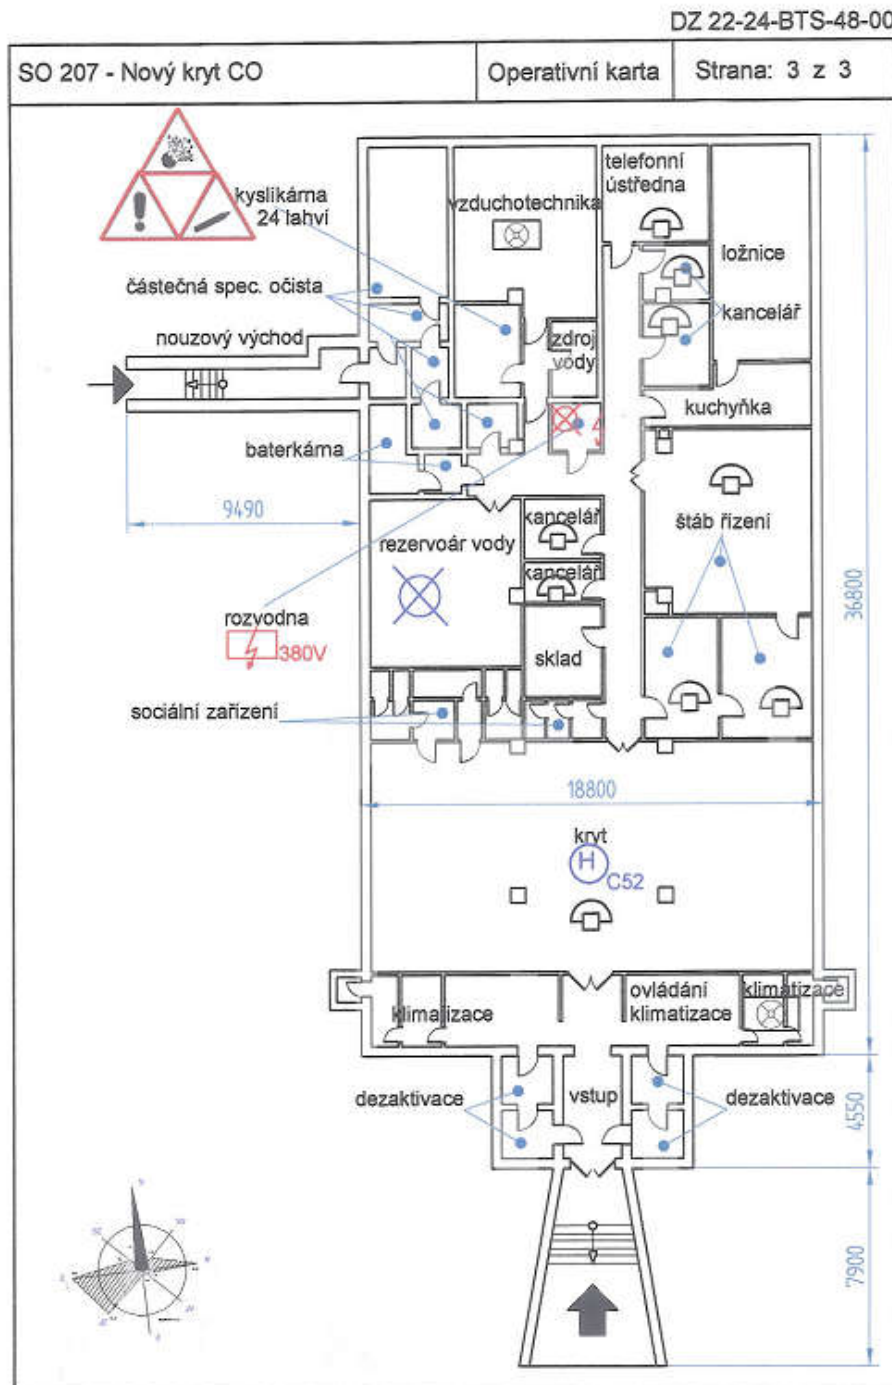 DZ 22-24-BTS-48-00
SO 207 - Nový kryt CO
Operativní karta
Strana: 3 z 3
kyslikárna
24 lahví
vzduchotechnika
telefonní
ústředna
ložnice
částečná spec. očista
kancelář
nouzový východ
zdroj
vody
kuchyňka
baterkárna
9490
kancelář
štáb řízení
rezervoár vody
kancelář
36800
rozvodna
380V
sklad
sociální zařízení
18800
kryt
H
C52
klimatizace
ovládání
klimatizace
klimatizace
dezaktivace
vstup
dezaktivace
4550
7900